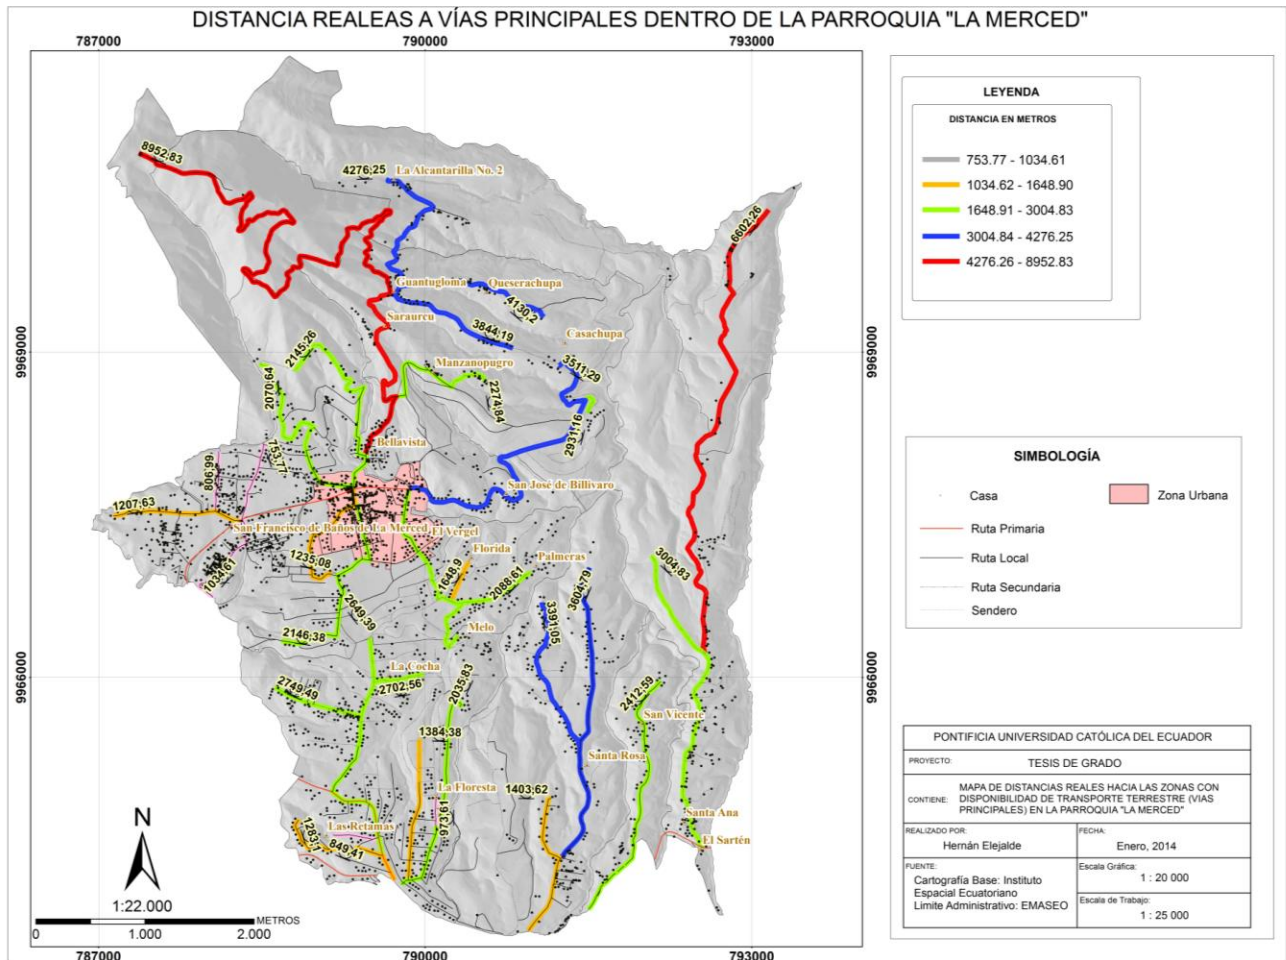 DISTANCIA REALEAS A VÍAS PRINCIPALES DENTRO DE LA PARROQUIA "LA MERCED"
787000
790000
793000
8952;83
4276;25
La Alcantarilla No. 2
6602,26
Guantugloma
Queserachupa
4130,2
Saraurcu
3844,19
Casachupa
9969000
9969000
2145,26
Manzanopugro
3511;29
2070;64
2274;84
2931,16
Bellavista
753,77
806,99
San José de Billivaro
1207;63
San Francisco de Baños de La Merced
El Vergel
Florida
Palmeras
1235,08
1034,61
1648,9
2088,61
3604,79
3004,83
2649,39
3391,05
2146,38
Melo
La Cocha
9966000
9966000
2749,49
2702,56
2035,83
2412;59
San Vicente
1384,38
Santa Rosa
La Floresta
1403;62
973,61
Santa Ana
Las Retamas
1283;7
849,41
El Sartén
N
1:22.000
METROS
0
1.000
2.000
787000
790000
793000
LEYENDA
DISTANCIA EN METROS
753.77 - 1034.61
1034.62 - 1648.90
1648.91 - 3004.83
3004.84 - 4276.25
4276.26 - 8952.83
SIMBOLOGÍA
Casa
Zona Urbana
Ruta Primaria
Ruta Local
Ruta Secundaria
Sendero
PONTIFICIA UNIVERSIDAD CATÓLICA DEL ECUADOR
PROYECTO:
TESIS DE GRADO
CONTIENE:
MAPA DE DISTANCIAS REALES HACIA LAS ZONAS CON
DISPONIBILIDAD DE TRANSPORTE TERRESTRE (VIAS
PRINCIPALES) EN LA PARROQUIA "LA MERCED"
REALIZADO POR:
Hernán Elejalde
FECHA:
Enero, 2014
FUENTE:
Cartografía Base: Instituto
Espacial Ecuatoriano
Limite Administrativo: EMASEO
Escala Gráfica:
1 : 20 000
Escala de Trabajo:
1 : 25 000